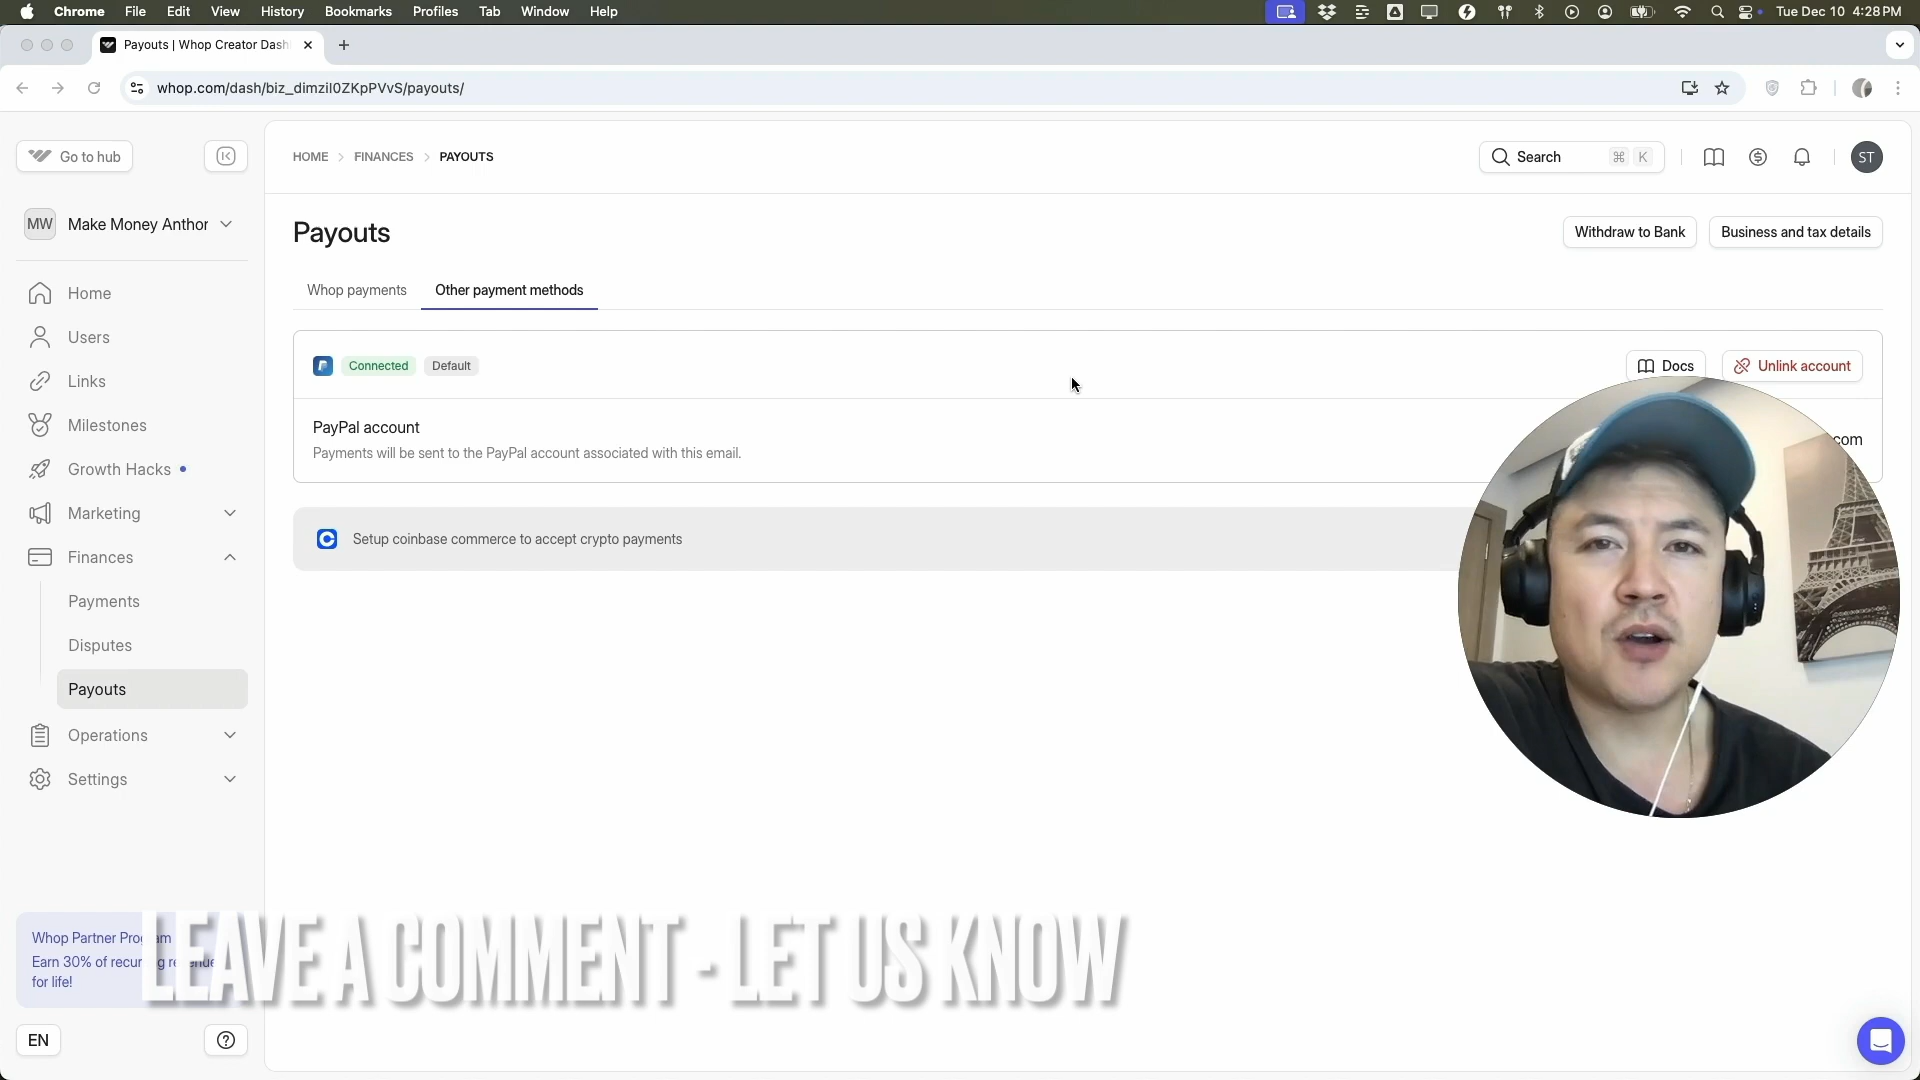 Chrome File Edit View History Bookmarks Profiles Tab Window Help Tue Dec 10 4:28 PM
Payouts | Whop Creator Dash
whop.com/dash/biz_dimziI0ZKpPVvS/payouts/
Go to hub
HOME FINANCES PAYOUTS
Search ⌘ K
ST
MW Make Money Anthor
Payouts
Withdraw to Bank Business and tax details
Whop payments Other payment methods
Home
Users
Links
Milestones
Growth Hacks
Marketing
Finances
Payments
Disputes
Payouts
Operations
Settings
Connected Default
Docs Unlink account
PayPal account
.com
Payments will be sent to the PayPal account associated with this email.
Setup coinbase commerce to accept crypto payments
Whop Partner Program
Earn 30% of recurring revenue
for life!
LEAVE A COMMENT - LET US KNOW
EN